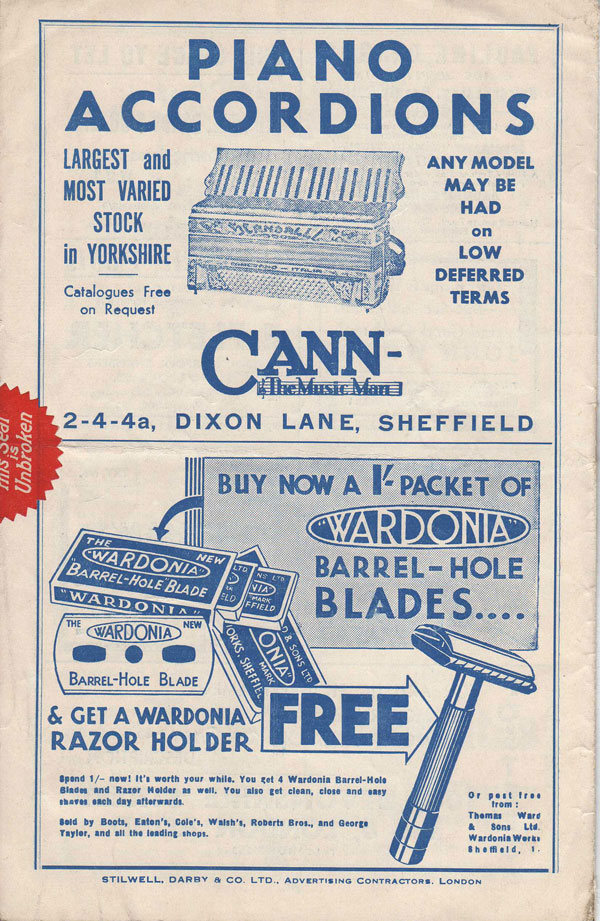 PIANO
ACCORDIONS
LARGEST and
MOST VARIED
STOCK
in YORKSHIRE
Catalogues Free
on Request
ANY MODEL
MAY BE
HAD
on
LOW
DEFERRED
TERMS
CANN-
The Music Man
2-4-4a, DIXON LANE, SHEFFIELD
This Seal
is
Unbroken
BUY NOW A 1/- PACKET OF
"WARDONIA"
BARREL-HOLE
BLADES....
THE NEW
"WARDONIA"
BARREL-HOLE BLADE
"WARDONIA"
THE NEW
WARDONIA
BARREL-HOLE BLADE
& GET A WARDONIA
RAZOR HOLDER
FREE
Spend 1/- now! It's worth your while. You get 4 Wardonia Barrel-Hole
Blades and Razor Holder as well. You also get clean, close and easy
shaves each day afterwards.
Sold by Boots, Eaton's, Cole's, Walsh's, Roberts Bros., and George
Taylor, and all the leading shops.
Or post free
from:
Thomas Ward
& Sons Ltd.
Wardonia Works
Sheffield, 1.
STILWELL, DARBY & CO. LTD., ADVERTISING CONTRACTORS, LONDON